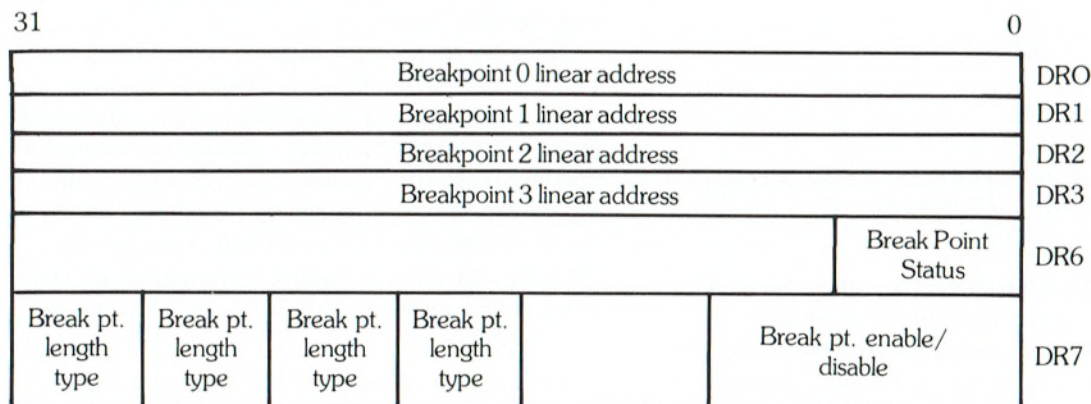 31 0
Breakpoint 0 linear address DR0
Breakpoint 1 linear address DR1
Breakpoint 2 linear address DR2
Breakpoint 3 linear address DR3
Break Point
Status
DR6
Break pt.
length
type
Break pt.
length
type
Break pt.
length
type
Break pt.
length
type
Break pt. enable/
disable
DR7